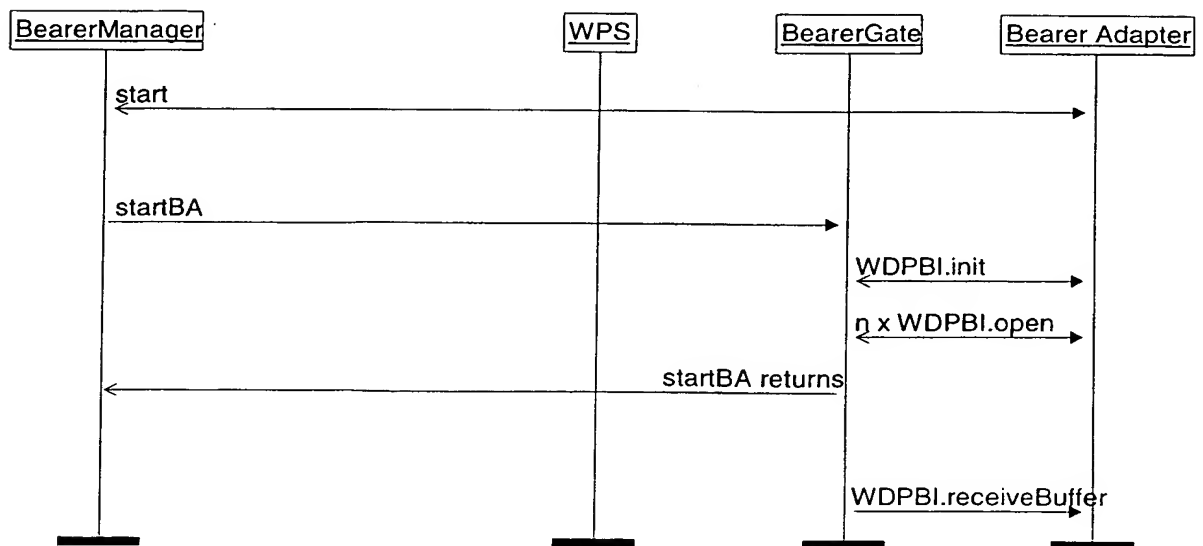 BearerManager
WPS
BearerGate
Bearer Adapter
start
startBA
WDPBI.init
n x WDPBI.open
startBA returns
WDPBI.receiveBuffer